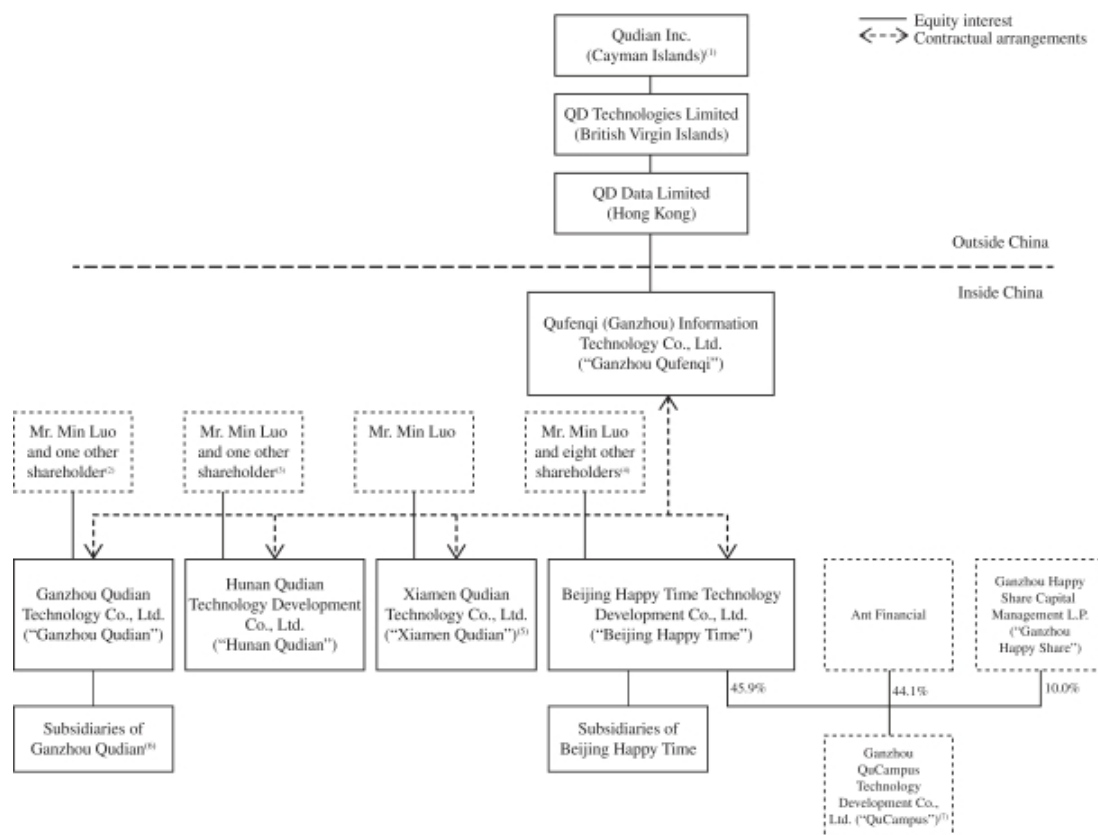 Equity interest
Contractual arrangements
Qudian Inc.
(Cayman Islands)(1)
QD Technologies Limited
(British Virgin Islands)
QD Data Limited
(Hong Kong)
Outside China
Inside China
Qufenqi (Ganzhou) Information
Technology Co., Ltd.
(“Ganzhou Qufenqi”)
Mr. Min Luo
and one other
shareholder(2)
Mr. Min Luo
and one other
shareholder(3)
Mr. Min Luo
Mr. Min Luo
and eight other
shareholders(4)
Ganzhou Qudian
Technology Co., Ltd.
(“Ganzhou Qudian”)
Hunan Qudian
Technology Development
Co., Ltd.
(“Hunan Qudian”)
Xiamen Qudian
Technology Co., Ltd.
(“Xiamen Qudian”)(5)
Beijing Happy Time Technology
Development Co., Ltd.
(“Beijing Happy Time”)
Ant Financial
Ganzhou Happy
Share Capital
Management L.P.
(“Ganzhou
Happy Share”)
45.9%
44.1%
10.0%
Subsidiaries of
Ganzhou Qudian(6)
Subsidiaries of
Beijing Happy Time
Ganzhou
QuCampus
Technology
Development Co.,
Ltd. (“QuCampus”)(7)